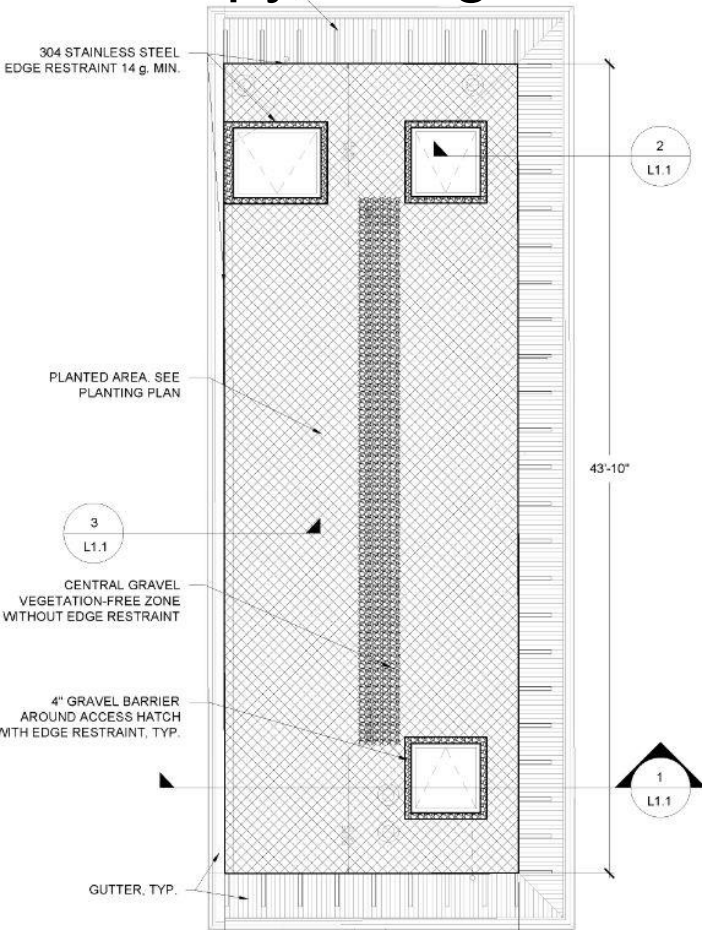 304 STAINLESS STEEL
EDGE RESTRAINT 14 g. MIN.
2
L1.1
PLANTED AREA. SEE
PLANTING PLAN
43'-10"
3
L1.1
CENTRAL GRAVEL
VEGETATION-FREE ZONE
WITHOUT EDGE RESTRAINT
4" GRAVEL BARRIER
AROUND ACCESS HATCH
WITH EDGE RESTRAINT, TYP.
1
L1.1
GUTTER, TYP.